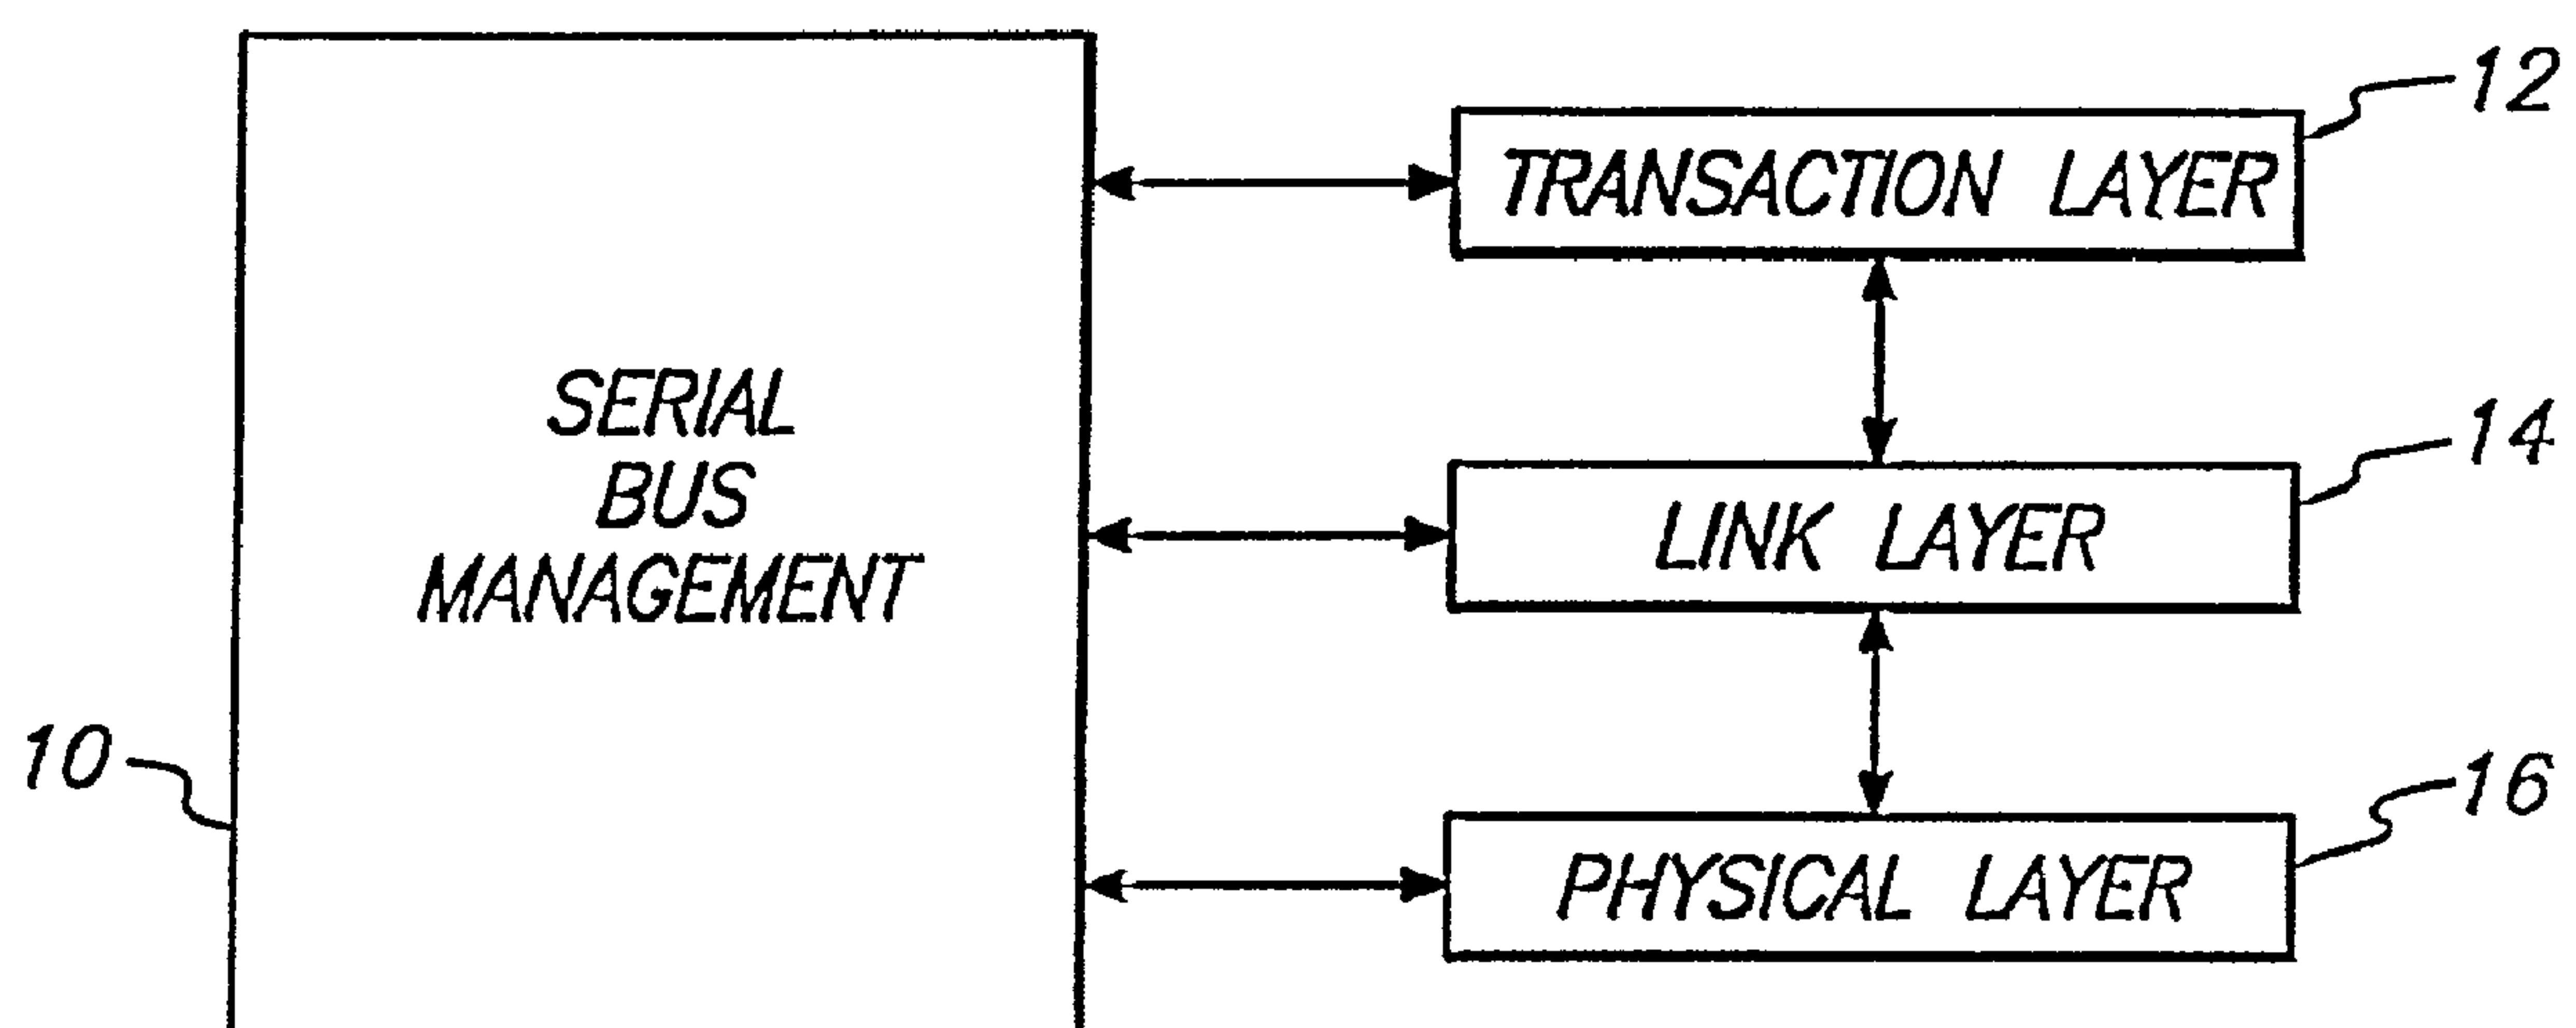 12
TRANSACTION LAYER
SERIAL
BUS
MANAGEMENT
14
LINK LAYER
10
16
PHYSICAL LAYER